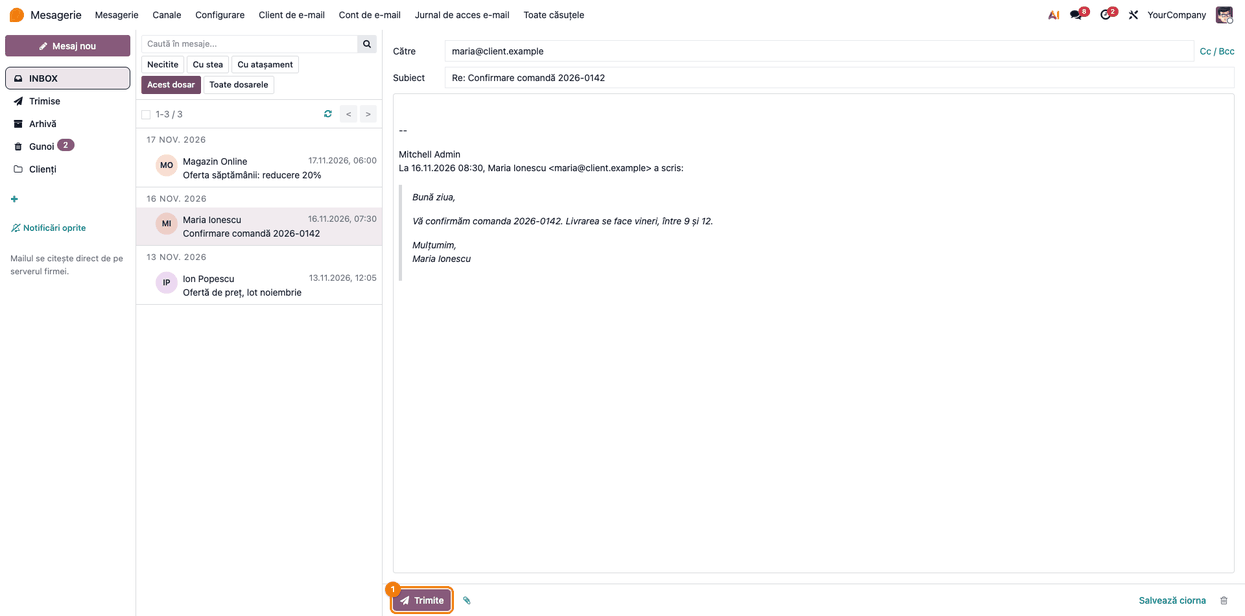 Mesagerie Mesagerie Canale Configurare Client de e-mail Cont de e-mail Jurnal de acces e-mail Toate căsuțele AI 8 2 YourCompany
Mesaj nou
INBOX
Trimise
Arhivă
Gunoi 2
Clienți
+
Notificări oprite
Mailul se citește direct de pe
serverul firmei.
Caută în mesaje...
Necitite Cu stea Cu atașament
Acest dosar Toate dosarele
1-3 / 3 < >
17 NOV. 2026
MO Magazin Online 17.11.2026, 06:00
Oferta săptămânii: reducere 20%
16 NOV. 2026
MI Maria Ionescu 16.11.2026, 07:30
Confirmare comandă 2026-0142
13 NOV. 2026
IP Ion Popescu 13.11.2026, 12:05
Ofertă de preț, lot noiembrie
Către maria@client.example Cc / Bcc
Subiect Re: Confirmare comandă 2026-0142
--
Mitchell Admin
La 16.11.2026 08:30, Maria Ionescu <maria@client.example> a scris:
Bună ziua,
Vă confirmăm comanda 2026-0142. Livrarea se face vineri, între 9 și 12.
Mulțumim,
Maria Ionescu
1
Trimite Salvează ciorna